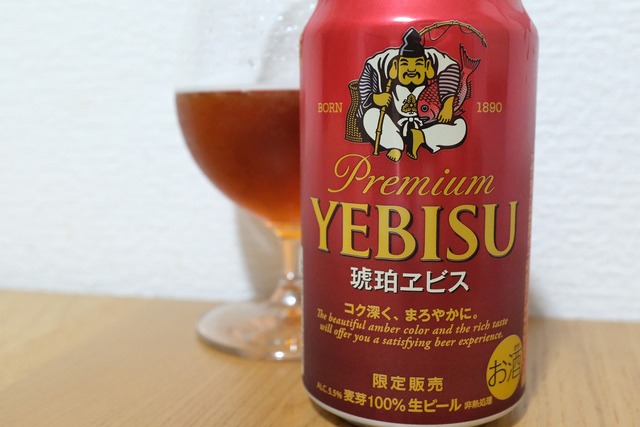 BORN 1890
Premium
YEBISU
琥珀ヱビス
コク深く、まろやかに。
The beautiful amber color and the rich taste
will offer you a satisfying beer experience.
限定販売
お酒
ALC.5.5% 麦芽100%生ビール 非熱処理